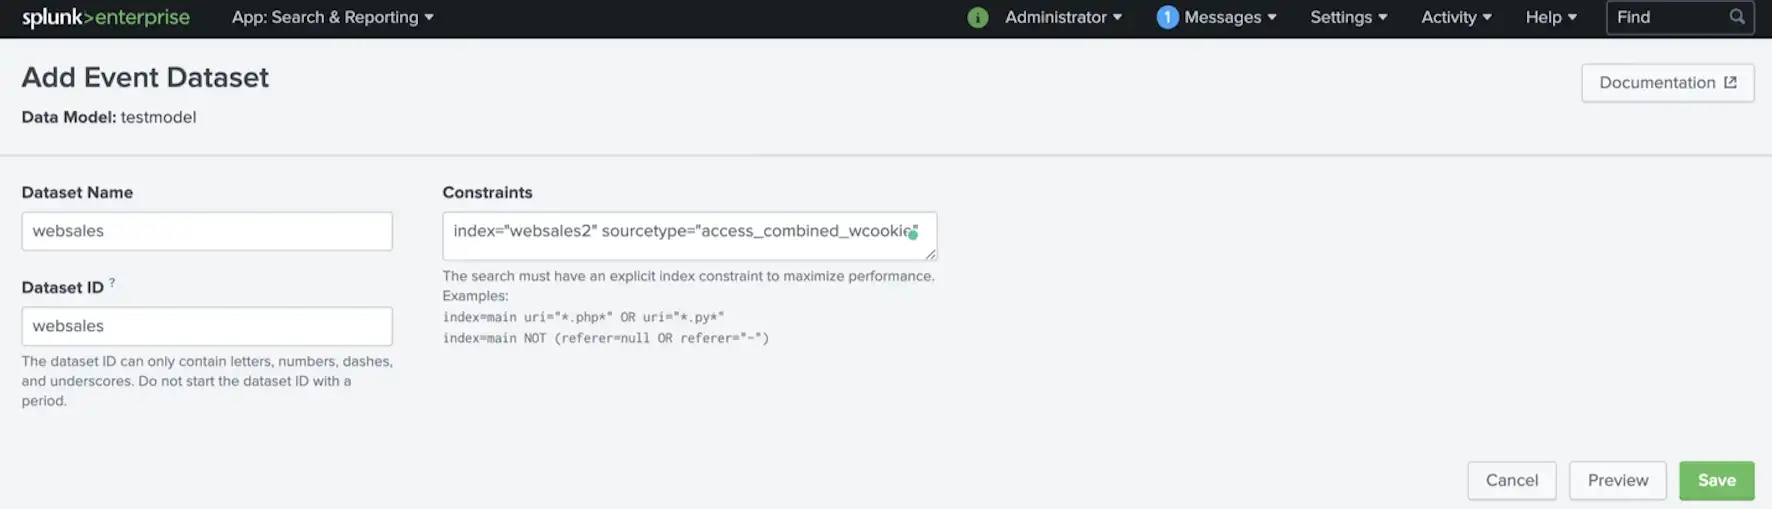 splunk>enterprise App: Search & Reporting i Administrator 1 Messages Settings Activity Help Find
Add Event Dataset
Documentation
Data Model: testmodel
Dataset Name
websales
Dataset ID ?
websales
The dataset ID can only contain letters, numbers, dashes,
and underscores. Do not start the dataset ID with a
period.
Constraints
index="websales2" sourcetype="access_combined_wcookie"
The search must have an explicit index constraint to maximize performance.
Examples:
index=main uri="*.php*" OR uri="*.py*"
index=main NOT (referer=null OR referer="-")
Cancel Preview Save